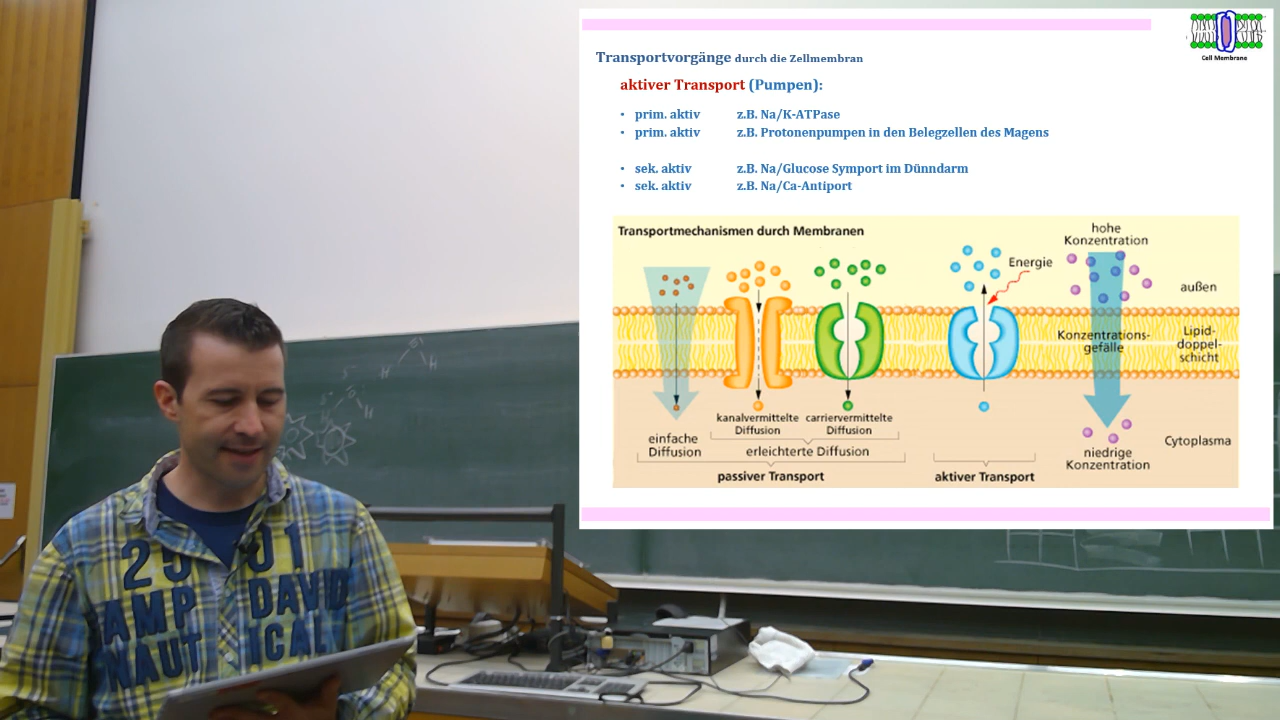 Cell Membrane
Transportvorgänge durch die Zellmembran
aktiver Transport (Pumpen):
• prim. aktiv z.B. Na/K-ATPase
• prim. aktiv z.B. Protonenpumpen in den Belegzellen des Magens
• sek. aktiv z.B. Na/Glucose Symport im Dünndarm
• sek. aktiv z.B. Na/Ca-Antiport
Transportmechanismen durch Membranen
hohe
Konzentration
Energie
außen
Konzentrations-
gefälle
Lipid-
doppel-
schicht
kanalvermittelte
Diffusion
carriervermittelte
Diffusion
einfache
Diffusion
erleichterte Diffusion
passiver Transport
aktiver Transport
niedrige
Konzentration
Cytoplasma
H
H
H
25 01
AMP DAVID
NAUTICAL